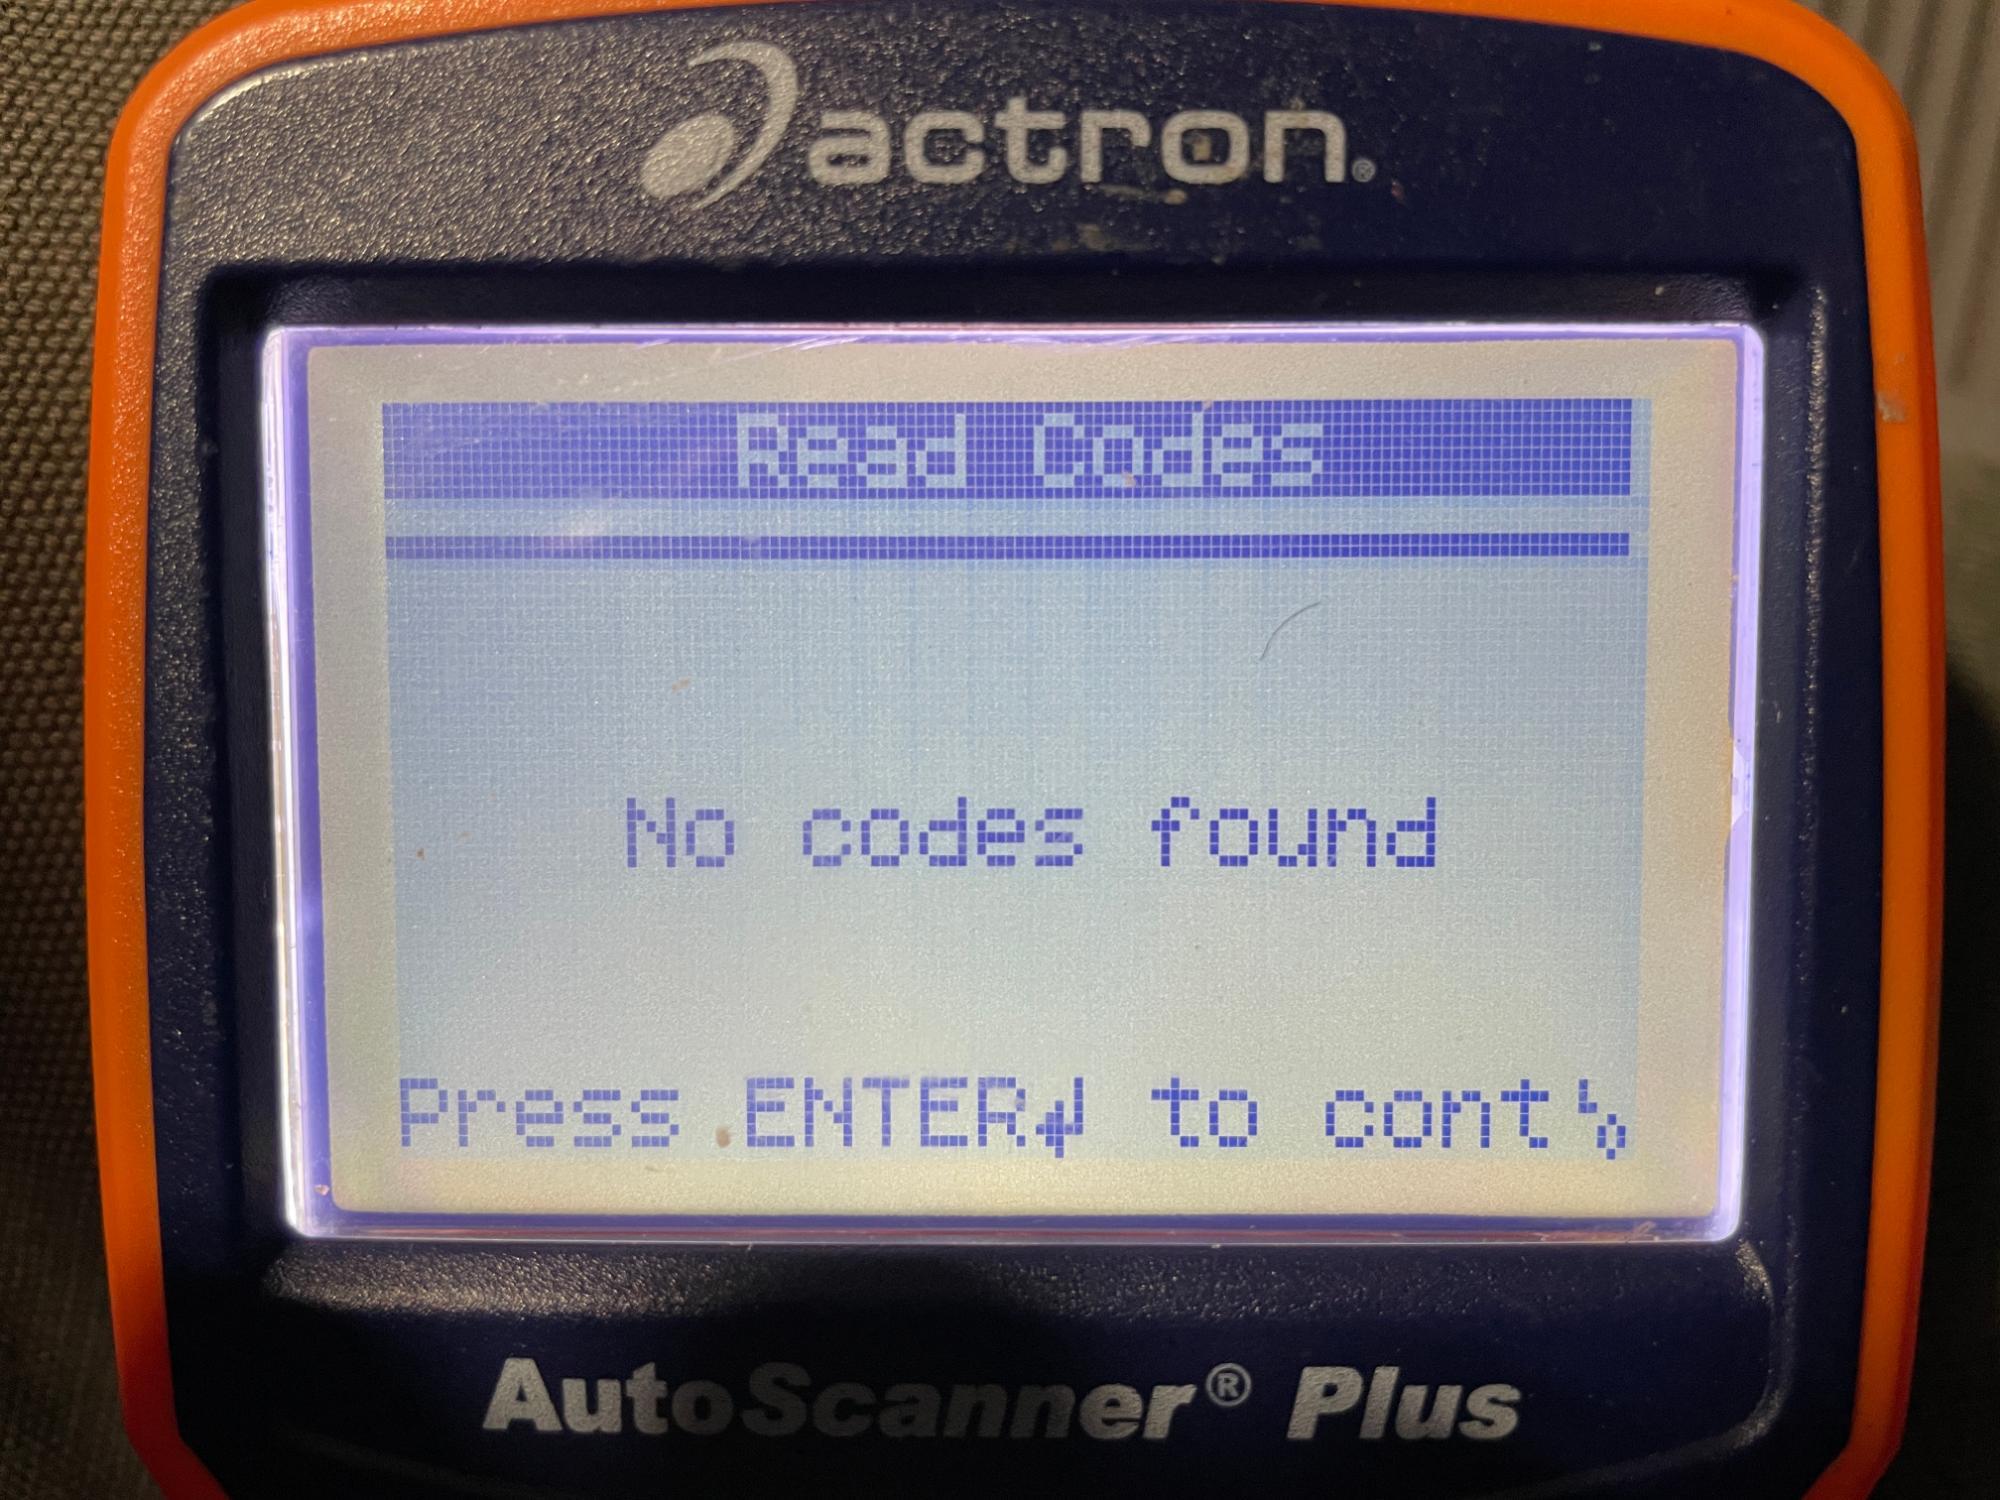 actron®
Read Codes
No codes found
Press ENTER↲ to cont
AutoScanner® Plus